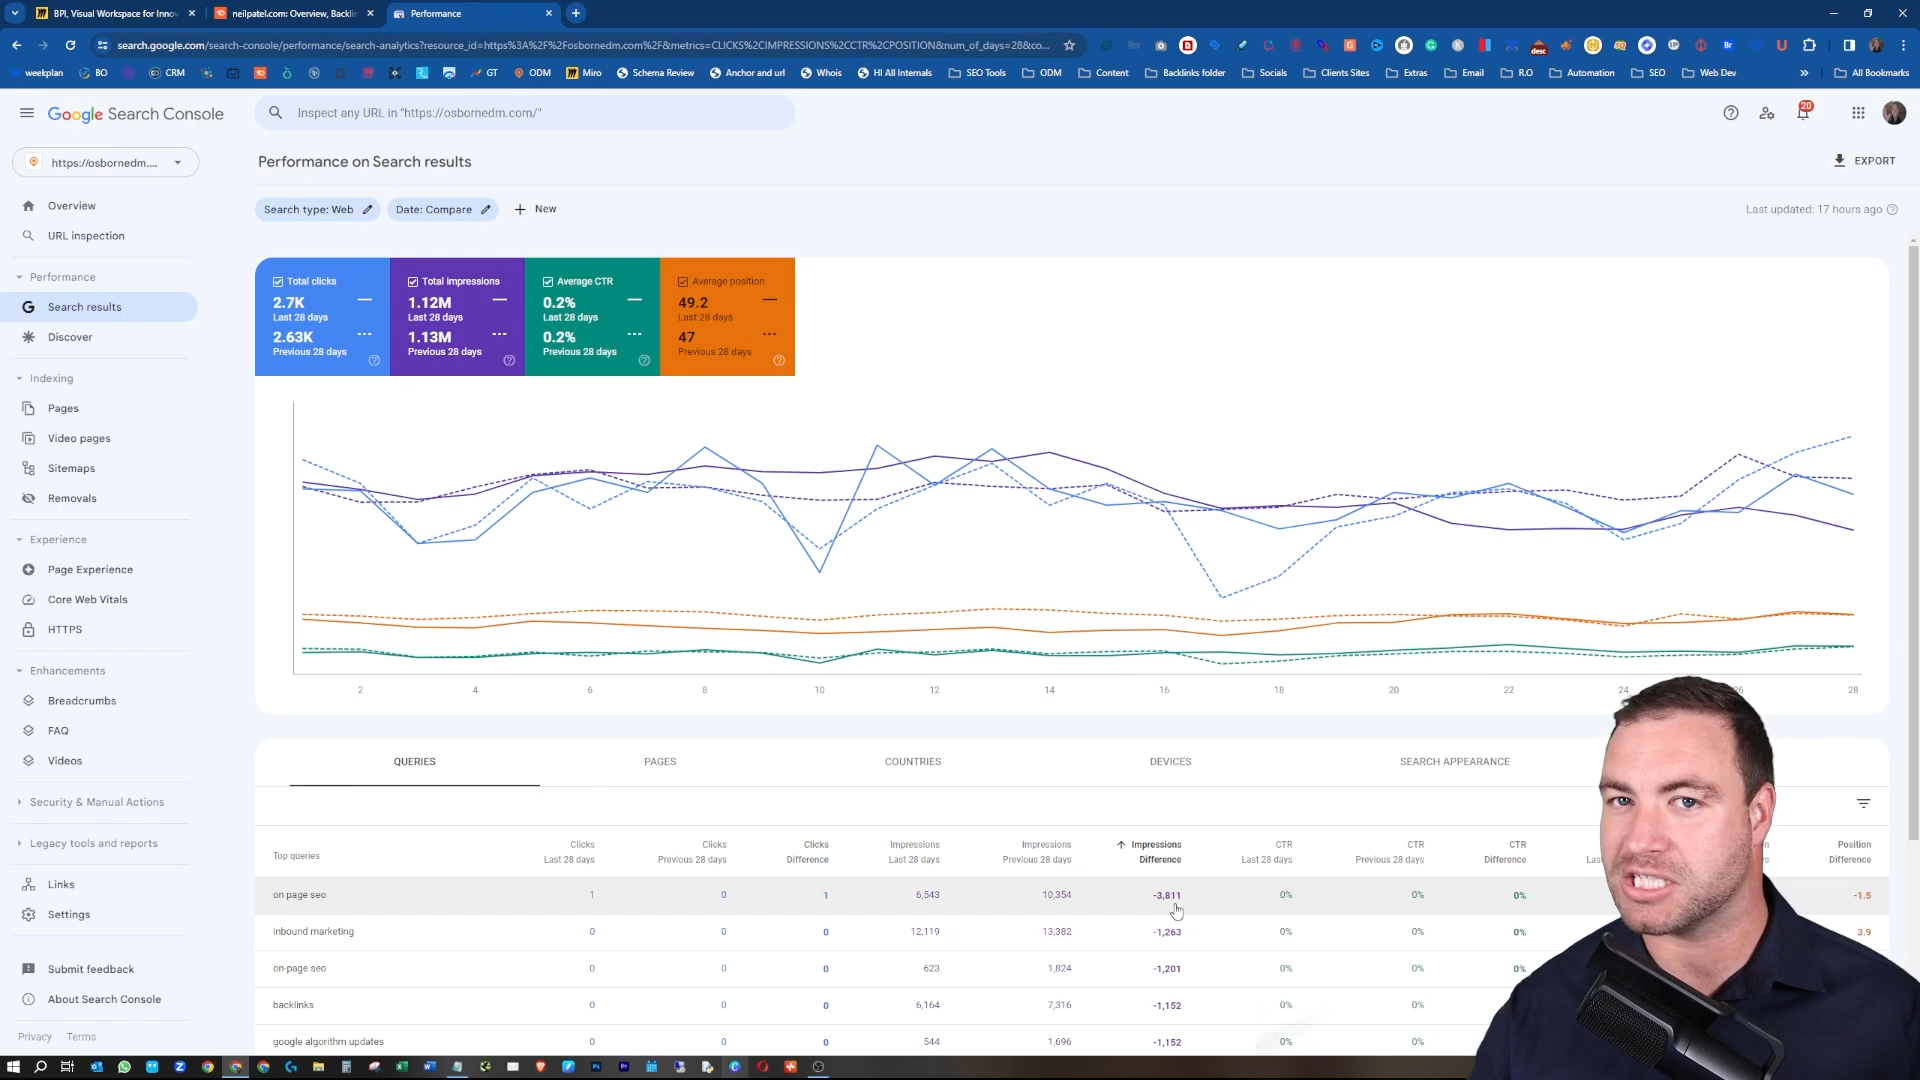 BPI, Visual Workspace for Innov
neilpatel.com: Overview, Backlin
Performance
search.google.com/search-console/performance/search-analytics?resource_id=https%3A%2F%2Fosbornedm.com%2F&metrics=CLICKS%2CIMPRESSIONS%2CCTR%2CPOSITION&num_of_days=28&co...
weekplan
BO
CRM
GT
ODM
Miro
Schema Review
Anchor and url
Whois
HI All Internals
SEO Tools
ODM
Content
Backlinks folder
Socials
Clients Sites
Extras
Email
R.O
Automation
SEO
Web Dev
All Bookmarks
Google Search Console
Inspect any URL in "https://osbornedm.com/"
20
https://osbornedm....
Performance on Search results
EXPORT
Search type: Web
Date: Compare
New
Last updated: 17 hours ago
Overview
URL inspection
Performance
Search results
Discover
Indexing
Pages
Video pages
Sitemaps
Removals
Experience
Page Experience
Core Web Vitals
HTTPS
Enhancements
Breadcrumbs
FAQ
Videos
Security & Manual Actions
Legacy tools and reports
Links
Settings
Submit feedback
About Search Console
Privacy Terms
Total clicks
2.7K
Last 28 days
2.63K
Previous 28 days
Total impressions
1.12M
Last 28 days
1.13M
Previous 28 days
Average CTR
0.2%
Last 28 days
0.2%
Previous 28 days
Average position
49.2
Last 28 days
47
Previous 28 days
2 4 6 8 10 12 14 16 18 20 22 24 26 28
QUERIES PAGES COUNTRIES DEVICES SEARCH APPEARANCE
Top queries
Clicks
Last 28 days
Clicks
Previous 28 days
Clicks
Difference
Impressions
Last 28 days
Impressions
Previous 28 days
Impressions
Difference
CTR
Last 28 days
CTR
Previous 28 days
CTR
Difference
Position
Difference
on page seo 1 0 1 6,543 10,354 -3,811 0% 0% 0% -1.5
inbound marketing 0 0 0 12,119 13,382 -1,263 0% 0% 0% 3.9
on-page seo 0 0 0 623 1,824 -1,201 0% 0% 0%
backlinks 0 0 0 6,164 7,316 -1,152 0% 0%
google algorithm updates 0 0 0 544 1,696 -1,152 0% 0%